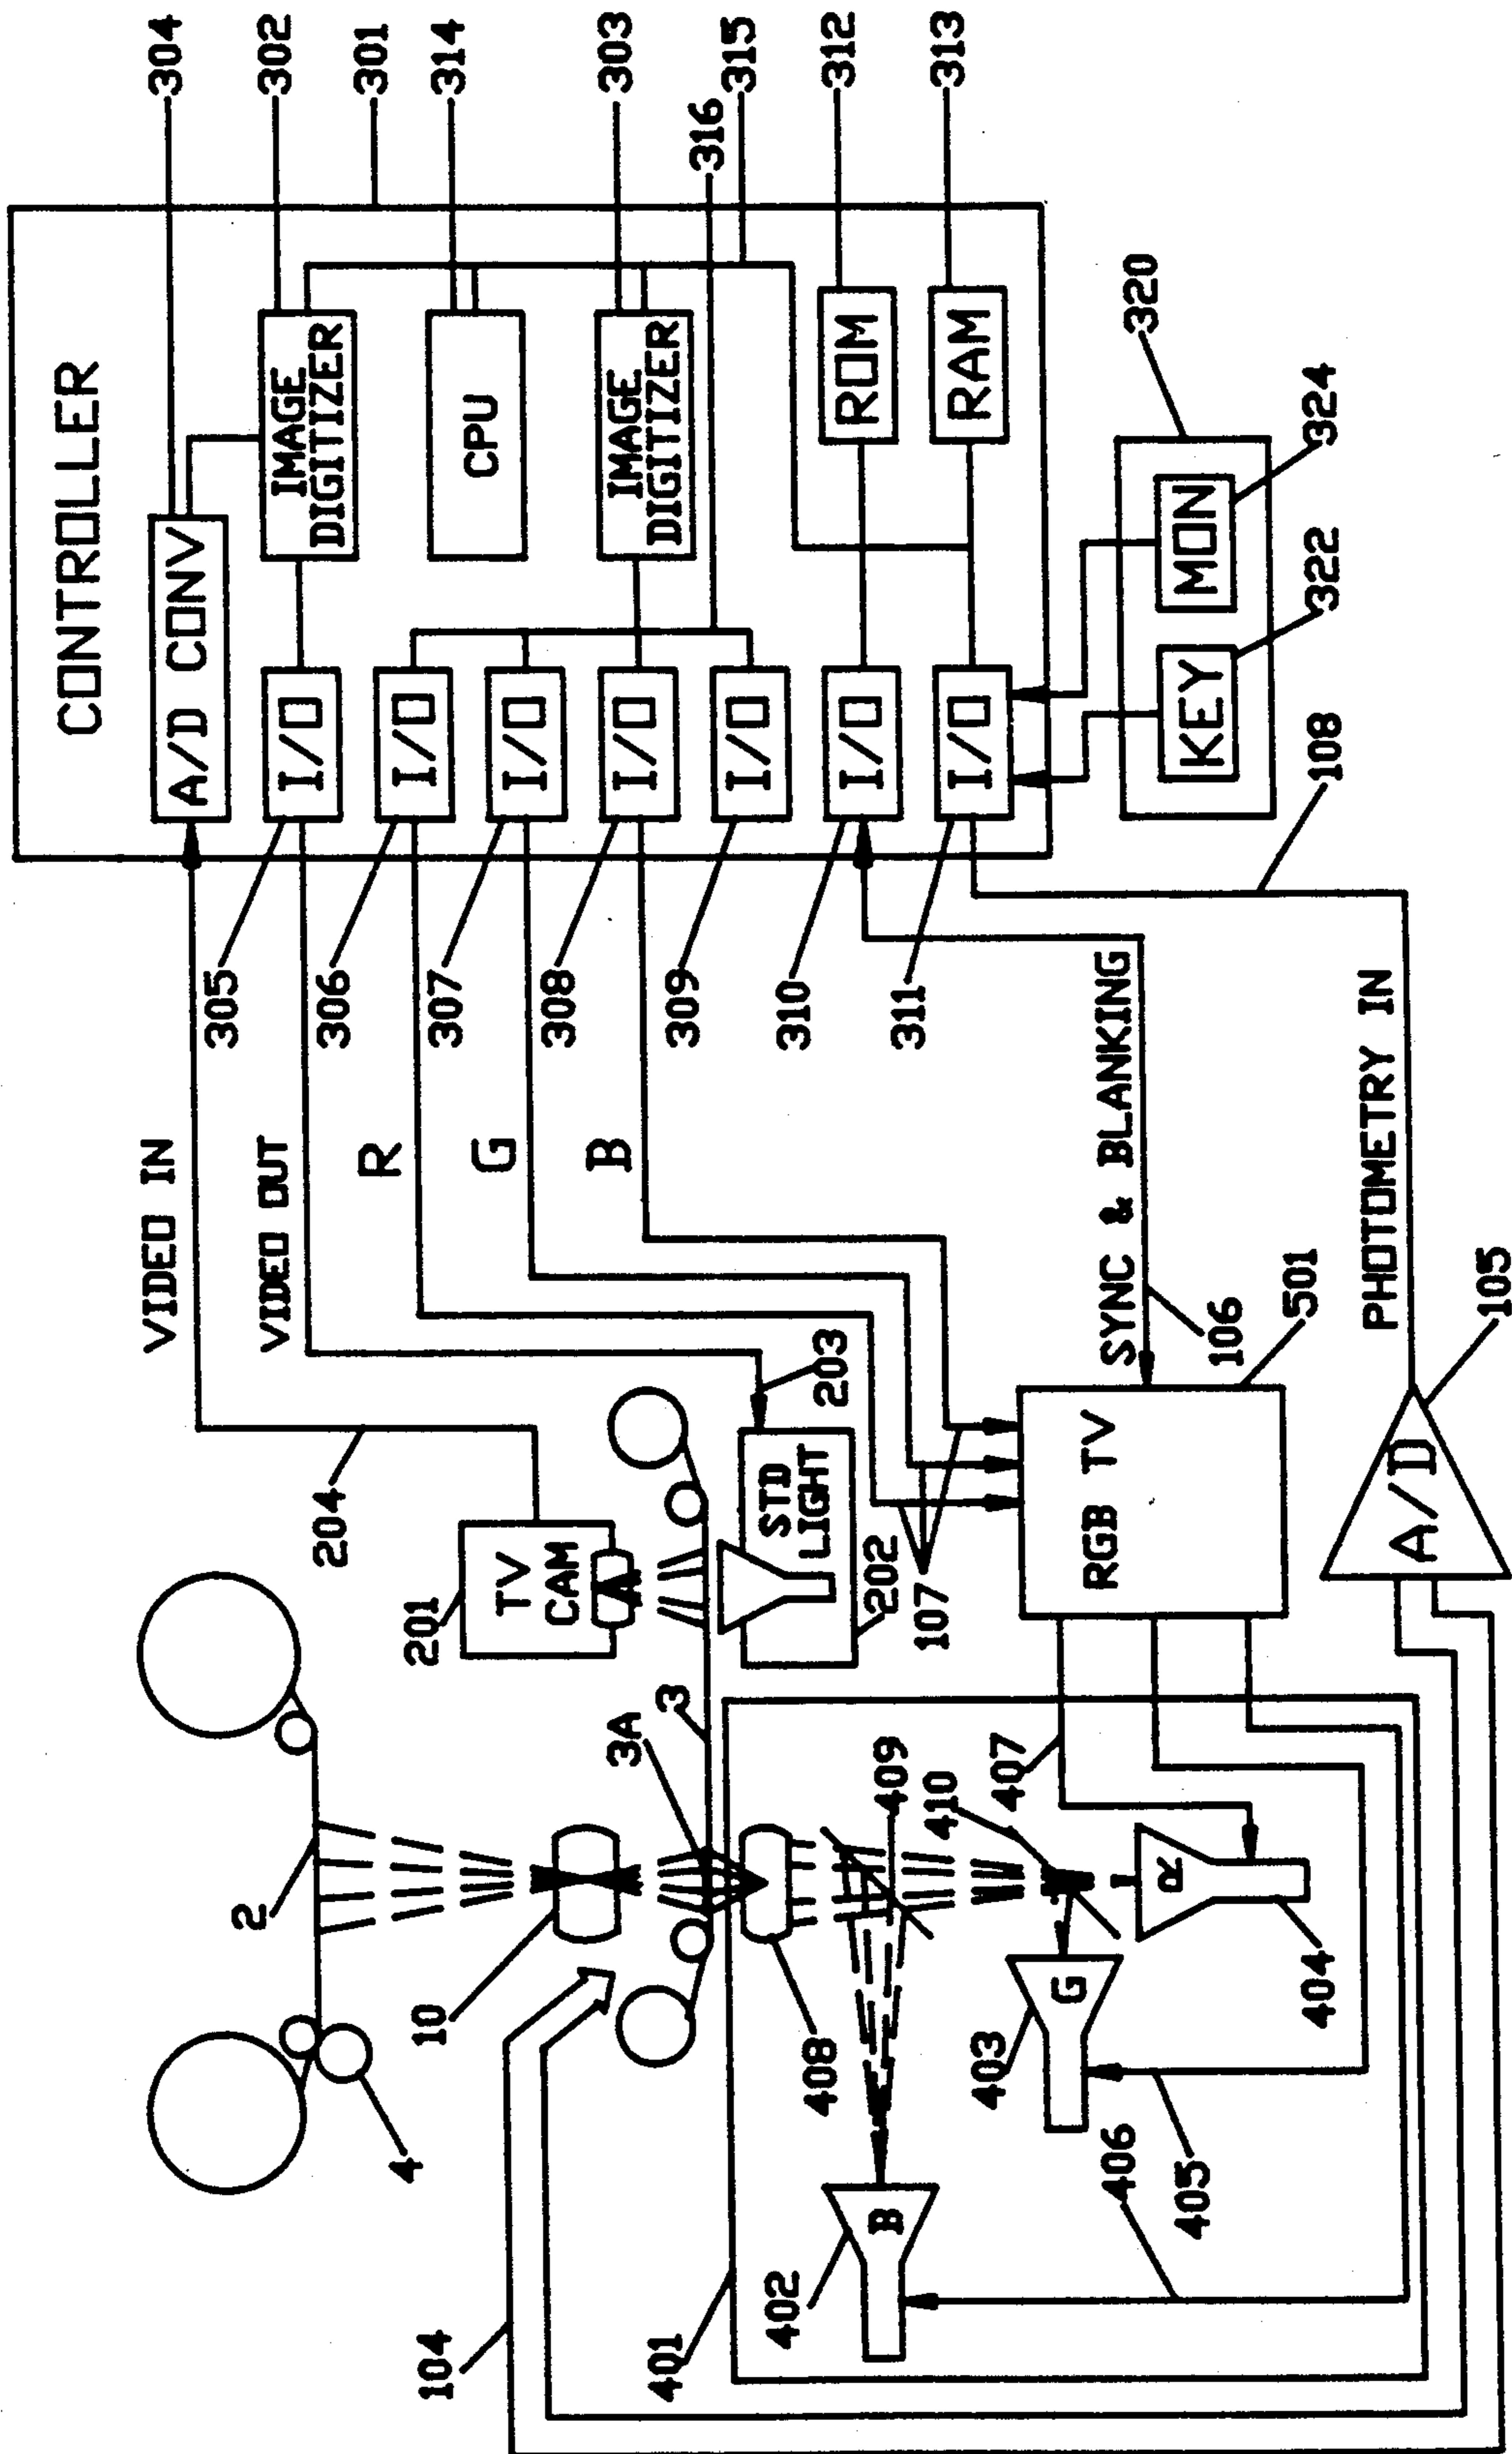 CONTROLLER
304
302
301
314
303
316
315
312
313
A/D CONV
IMAGE
DIGITIZER
CPU
IMAGE
DIGITIZER
ROM
RAM
I/O
I/O
I/O
I/O
I/O
I/O
I/O
305
306
307
308
309
310
311
320
KEY
MON
322
324
108
VIDEO IN
VIDEO OUT
R
G
B
SYNC & BLANKING
106
PHOTOMETRY IN
204
201
TV
CAM
203
STD
LIGHT
202
107
RGB TV
501
A/D
105
2
4
10
3
3A
104
401
408
409
410
407
402
B
403
G
404
R
405
406